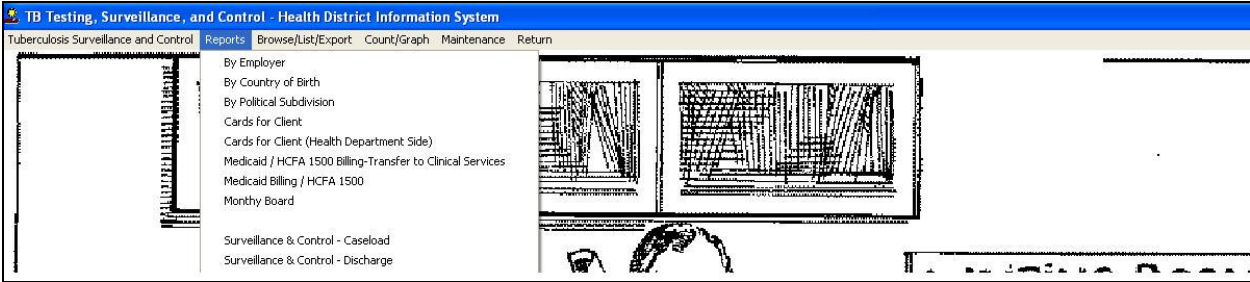 TB Testing, Surveillance, and Control - Health District Information System
Tuberculosis Surveillance and Control Reports Browse/List/Export Count/Graph Maintenance Return
By Employer
By Country of Birth
By Political Subdivision
Cards for Client
Cards for Client (Health Department Side)
Medicaid / HCFA 1500 Billing-Transfer to Clinical Services
Medicaid Billing / HCFA 1500
Monthy Board
Surveillance & Control - Caseload
Surveillance & Control - Discharge